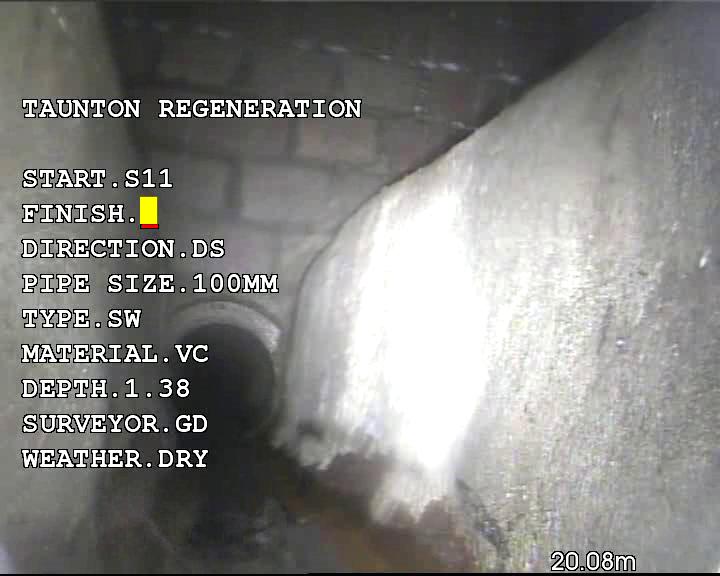 TAUNTON REGENERATION
START.S11
FINISH.
DIRECTION.DS
PIPE SIZE.100MM
TYPE.SW
MATERIAL.VC
DEPTH.1.38
SURVEYOR.GD
WEATHER.DRY
20.08m